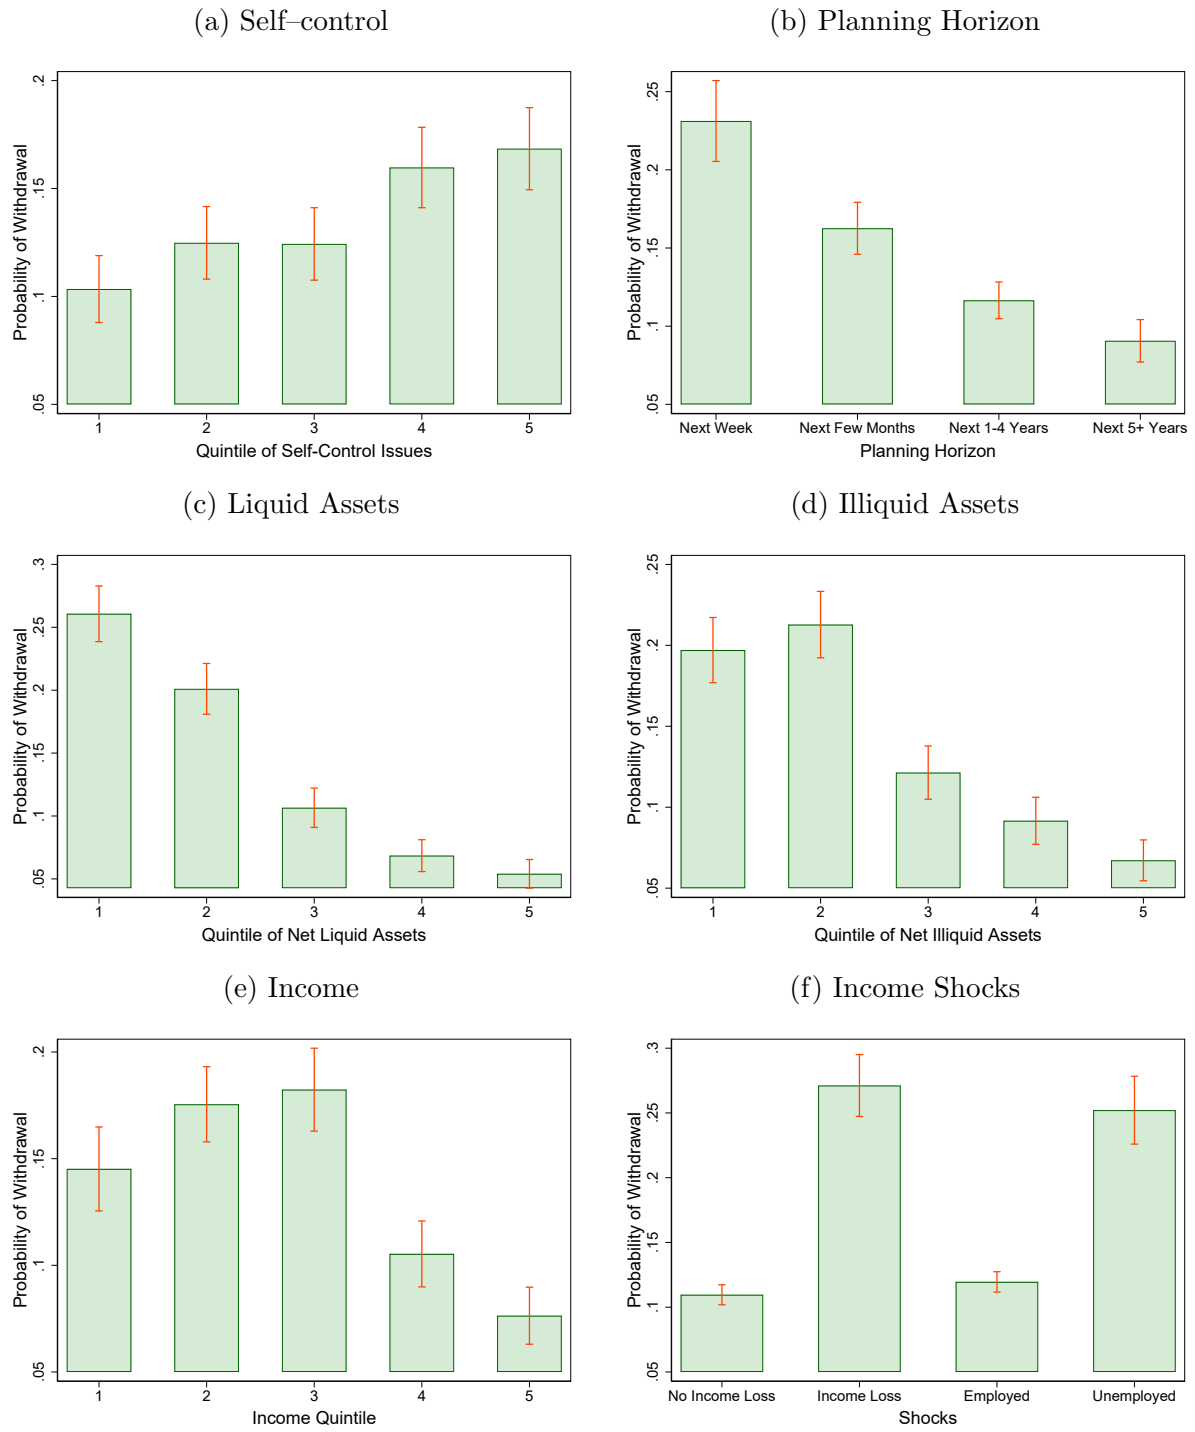 (a) Self–control
Probability of Withdrawal
.2
.15
.1
.05
1 2 3 4 5
Quintile of Self-Control Issues
(b) Planning Horizon
Probability of Withdrawal
.25
.2
.15
.1
.05
Next Week Next Few Months Next 1-4 Years Next 5+ Years
Planning Horizon
(c) Liquid Assets
Probability of Withdrawal
.3
.25
.2
.15
.1
.05
1 2 3 4 5
Quintile of Net Liquid Assets
(d) Illiquid Assets
Probability of Withdrawal
.25
.2
.15
.1
.05
1 2 3 4 5
Quintile of Net Illiquid Assets
(e) Income
Probability of Withdrawal
.2
.15
.1
.05
1 2 3 4 5
Income Quintile
(f) Income Shocks
Probability of Withdrawal
.3
.25
.2
.15
.1
.05
No Income Loss Income Loss Employed Unemployed
Shocks